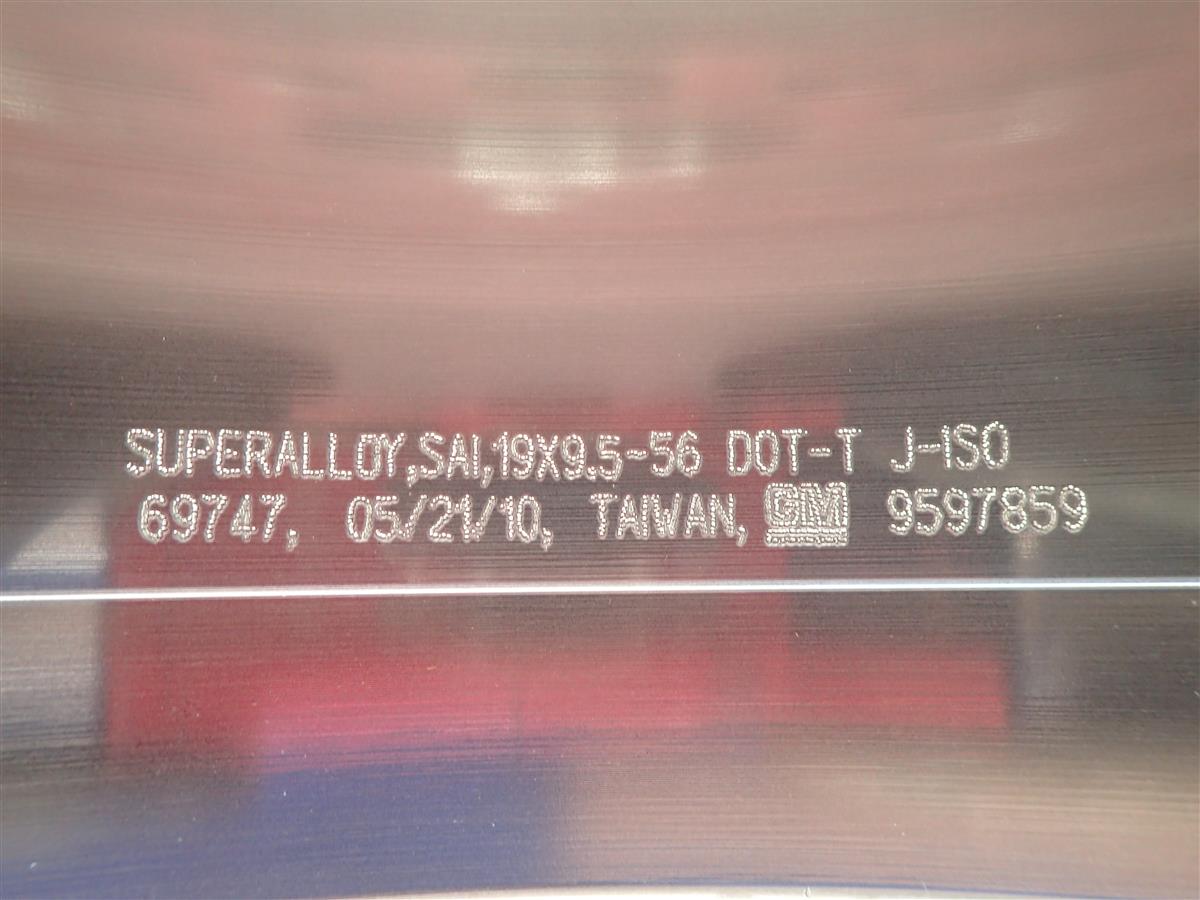 SUPERALLOY,SAI,19X9.5-56 DOT-T J-ISO
69747, 05/21/10, TAIWAN, GM 9597859